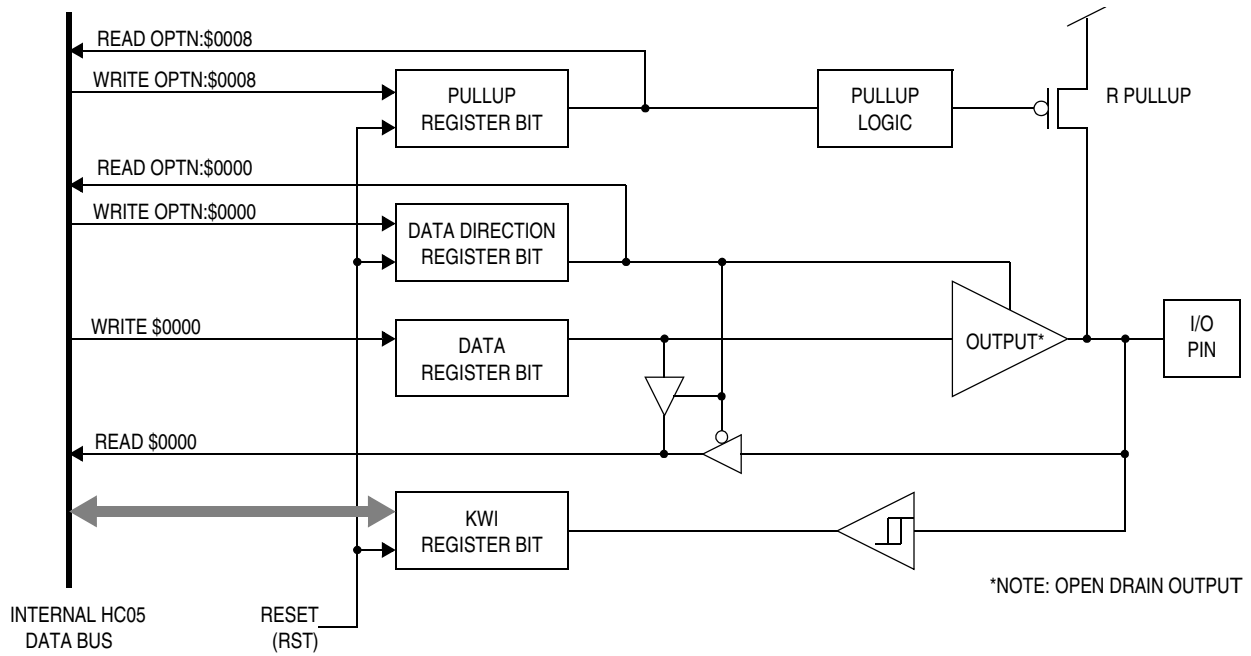 READ OPTN:$0008
WRITE OPTN:$0008
PULLUP
REGISTER BIT
PULLUP
LOGIC
R PULLUP
READ OPTN:$0000
WRITE OPTN:$0000
DATA DIRECTION
REGISTER BIT
WRITE $0000
DATA
REGISTER BIT
OUTPUT*
I/O
PIN
READ $0000
KWI
REGISTER BIT
*NOTE: OPEN DRAIN OUTPUT
INTERNAL HC05
DATA BUS
RESET
(RST)